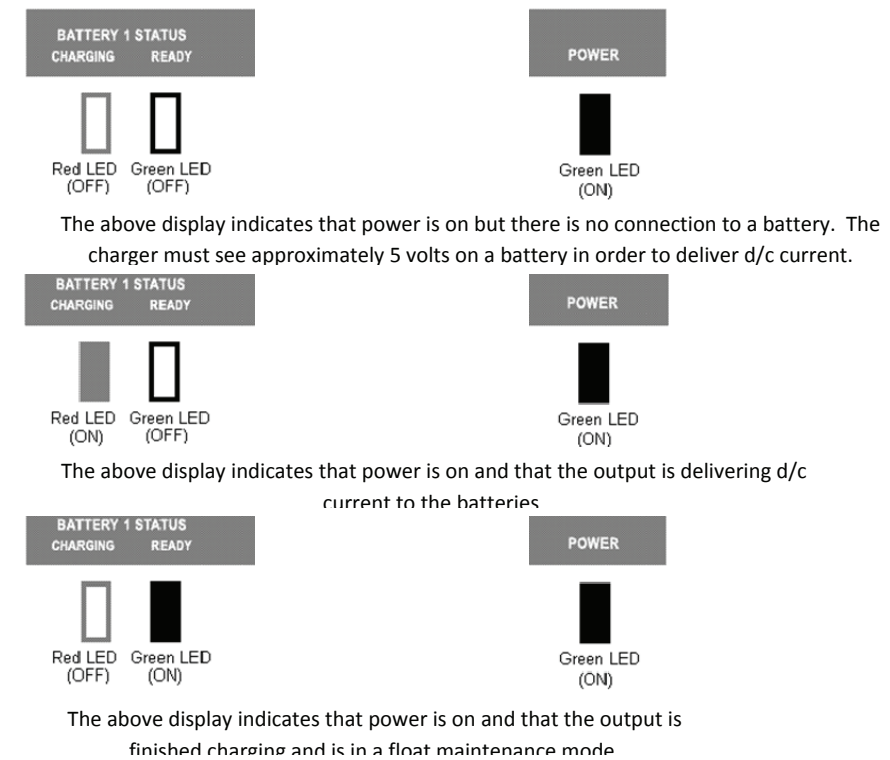 BATTERY 1 STATUS
CHARGING READY
POWER
Red LED Green LED
(OFF) (OFF)
Green LED
(ON)
The above display indicates that power is on but there is no connection to a battery. The
charger must see approximately 5 volts on a battery in order to deliver d/c current.
BATTERY 1 STATUS
CHARGING READY
POWER
Red LED Green LED
(ON) (OFF)
Green LED
(ON)
The above display indicates that power is on and that the output is delivering d/c
current to the batteries
BATTERY 1 STATUS
CHARGING READY
POWER
Red LED Green LED
(OFF) (ON)
Green LED
(ON)
The above display indicates that power is on and that the output is
finished charging and is in a float maintenance mode